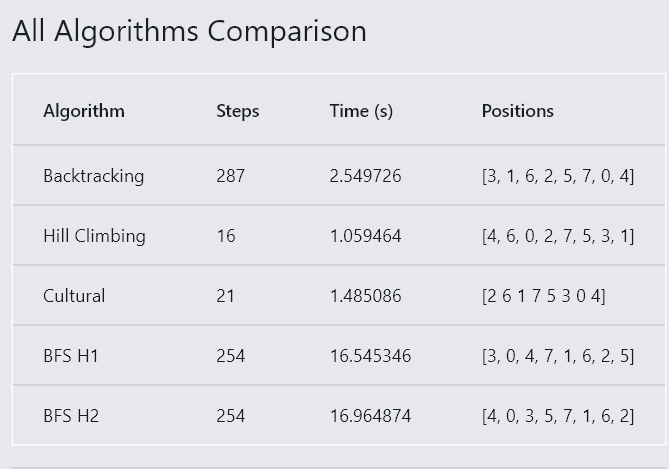 All Algorithms Comparison
Algorithm Steps Time (s) Positions
Backtracking 287 2.549726 [3, 1, 6, 2, 5, 7, 0, 4]
Hill Climbing 16 1.059464 [4, 6, 0, 2, 7, 5, 3, 1]
Cultural 21 1.485086 [2 6 1 7 5 3 0 4]
BFS H1 254 16.545346 [3, 0, 4, 7, 1, 6, 2, 5]
BFS H2 254 16.964874 [4, 0, 3, 5, 7, 1, 6, 2]